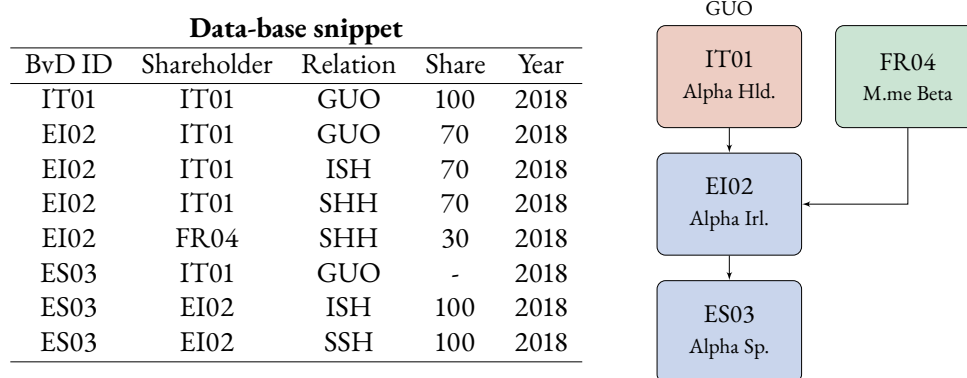 Data-base snippet
BvD ID Shareholder Relation Share Year
IT01 IT01 GUO 100 2018
EI02 IT01 GUO 70 2018
EI02 IT01 ISH 70 2018
EI02 IT01 SHH 70 2018
EI02 FR04 SHH 30 2018
ES03 IT01 GUO - 2018
ES03 EI02 ISH 100 2018
ES03 EI02 SSH 100 2018
GUO
IT01
Alpha Hld.
FR04
M.me Beta
EI02
Alpha Irl.
ES03
Alpha Sp.